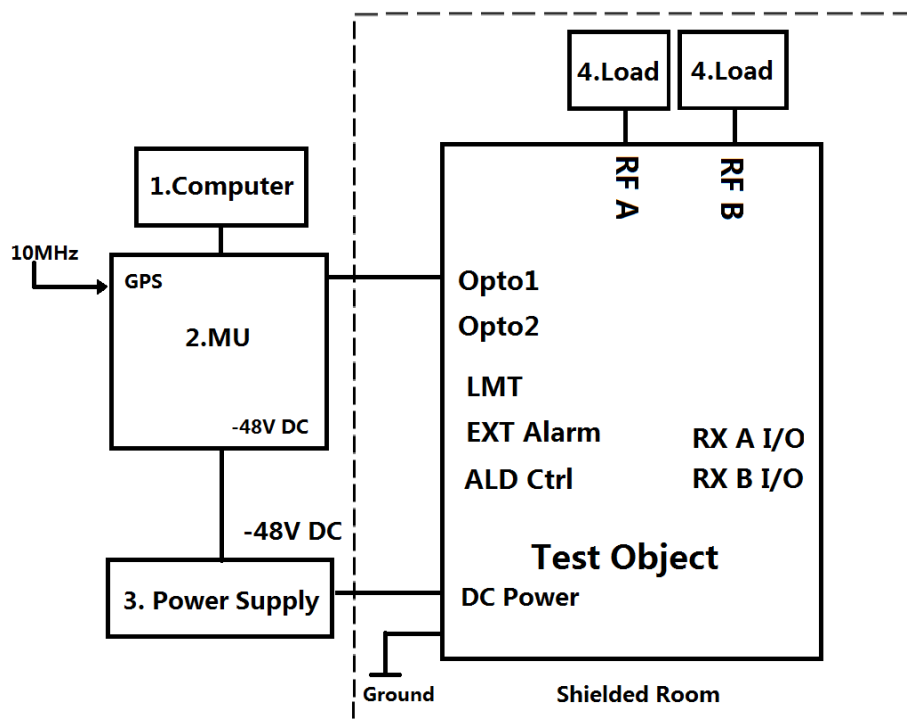 4.Load
4.Load
RF A
RF B
1.Computer
10MHz
GPS
2.MU
-48V DC
Opto1
Opto2
LMT
EXT Alarm
RX A I/O
ALD Ctrl
RX B I/O
-48V DC
Test Object
3. Power Supply
DC Power
Ground
Shielded Room